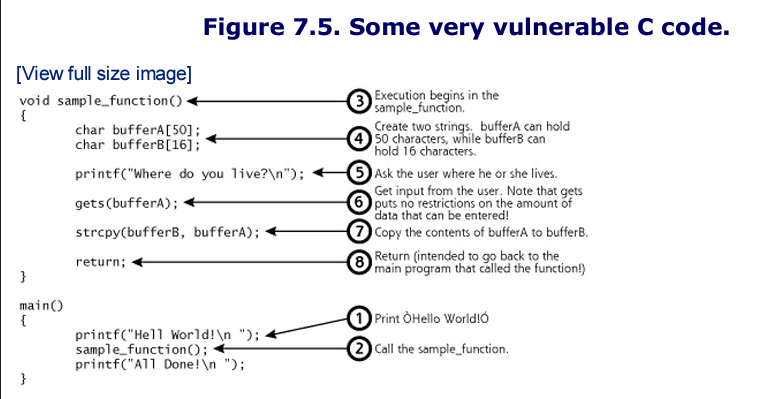 Figure 7.5. Some very vulnerable C code.
[View full size image]
void sample_function()
{
char bufferA[50];
char bufferB[16];
printf("Where do you live?\n");
gets(bufferA);
strcpy(bufferB, bufferA);
return;
}
main()
{
printf("Hell World!\n ");
sample_function();
printf("All Done!\n ");
}
3 Execution begins in the
sample_function.
4 Create two strings. bufferA can hold
50 characters, while bufferB can
hold 16 characters.
5 Ask the user where he or she lives.
6 Get input from the user. Note that gets
puts no restrictions on the amount of
data that can be entered!
7 Copy the contents of bufferA to bufferB.
8 Return (intended to go back to the
main program that called the function!)
1 Print ÒHello World!Ó
2 Call the sample_function.